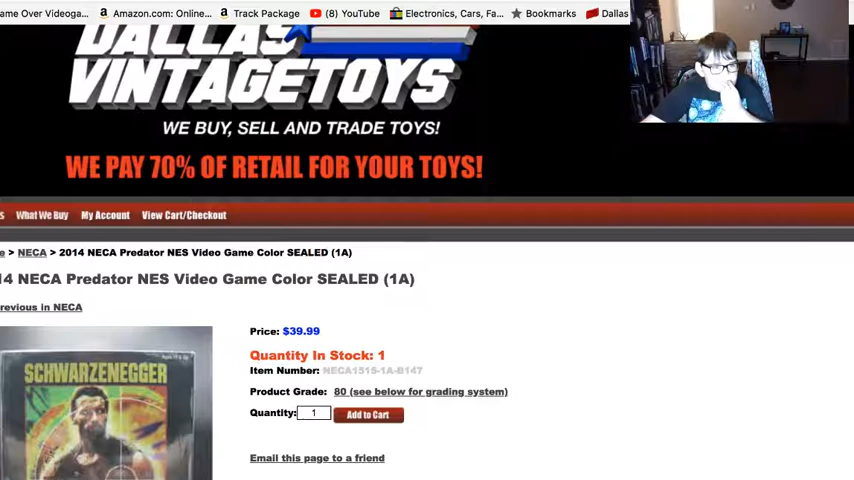 ame Over Videoga...
Amazon.com: Online...
Track Package
(8) YouTube
Electronics, Cars, Fa...
Bookmarks
Dallas
DALLAS
VINTAGETOYS
WE BUY, SELL AND TRADE TOYS!
WE PAY 70% OF RETAIL FOR YOUR TOYS!
s What We Buy My Account View Cart/Checkout
e > NECA > 2014 NECA Predator NES Video Game Color SEALED (1A)
14 NECA Predator NES Video Game Color SEALED (1A)
revious in NECA
Price: $39.99
Quantity In Stock: 1
Item Number: NECA1515-1A-B147
Product Grade: 80 (see below for grading system)
Quantity: 1 Add to Cart
Email this page to a friend
SCHWARZENEGGER